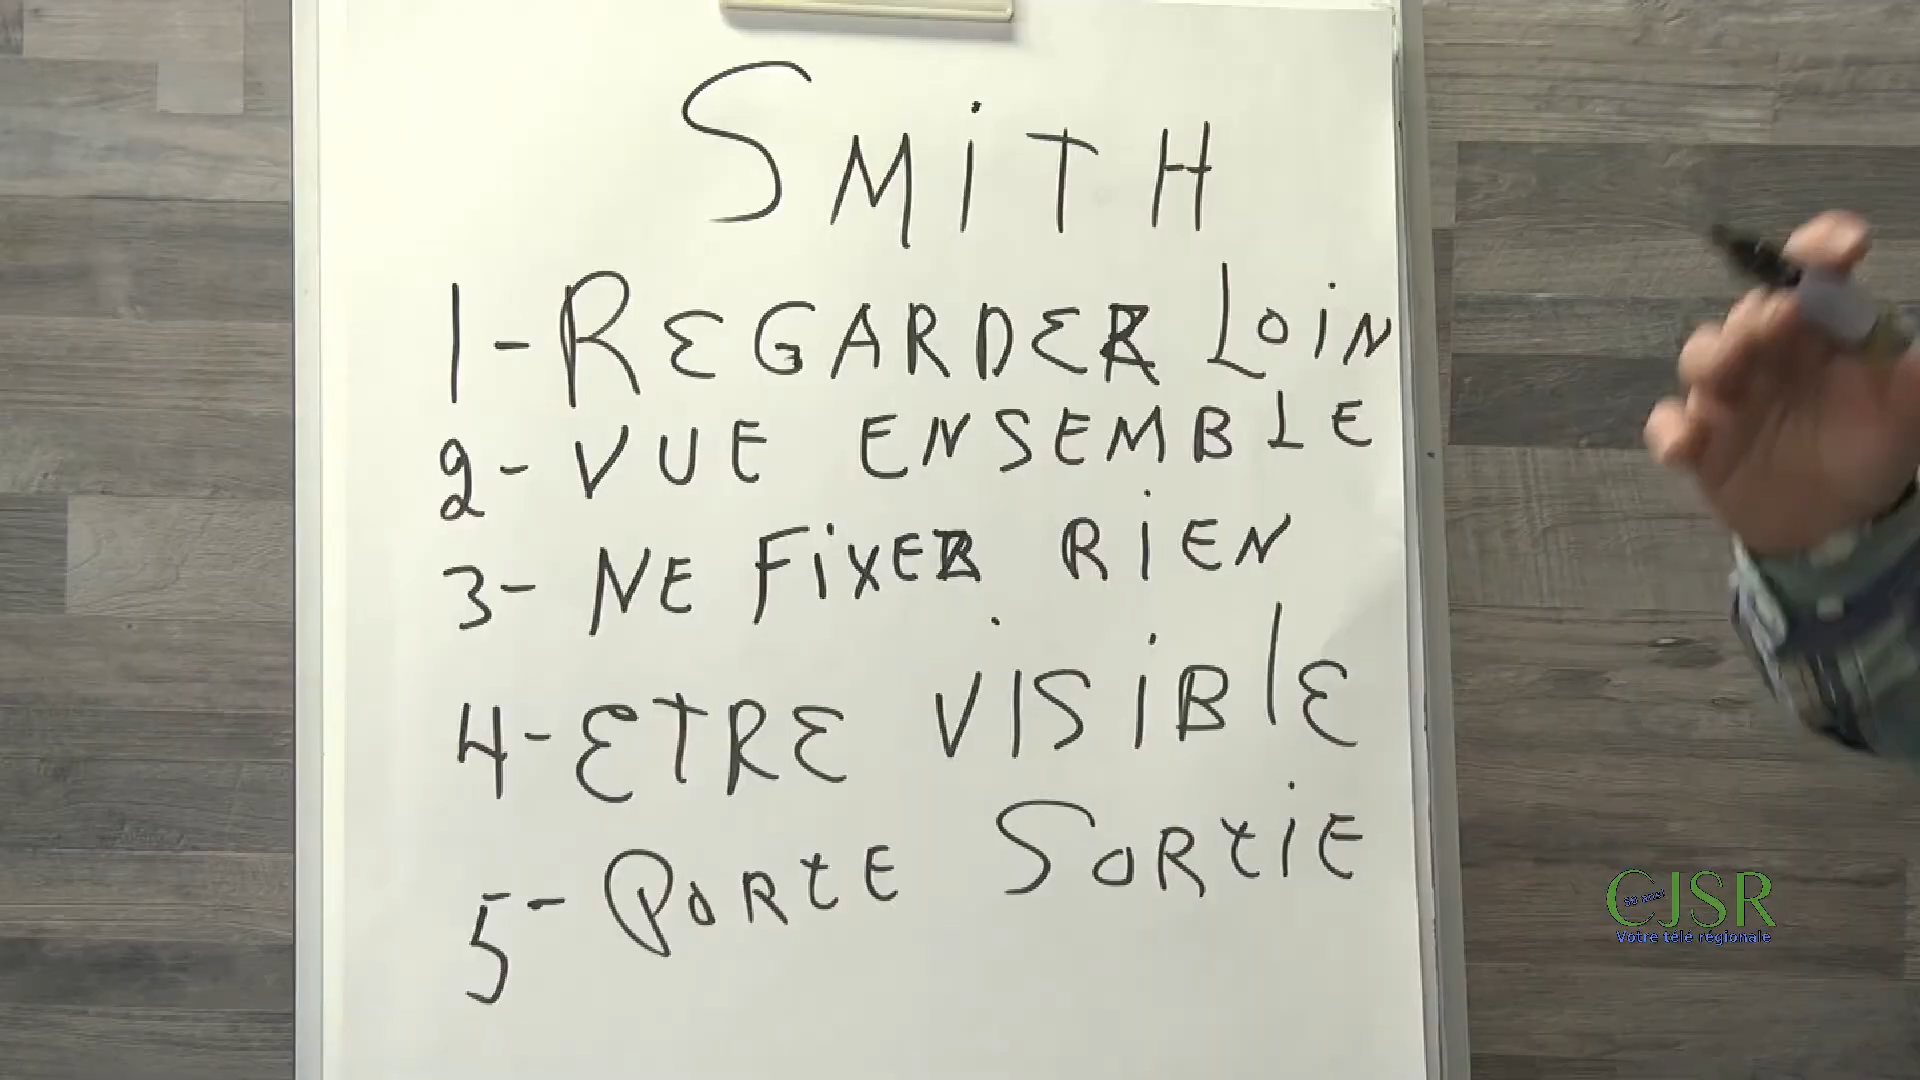 SMiTH
1- REGARDER LOiN
2- VUE ENSEMBLE
3- NE FiXER RiEN
4- ETRE ViSiBlE
5- PORtE SORtiE
CJSR
Votre télé régionale